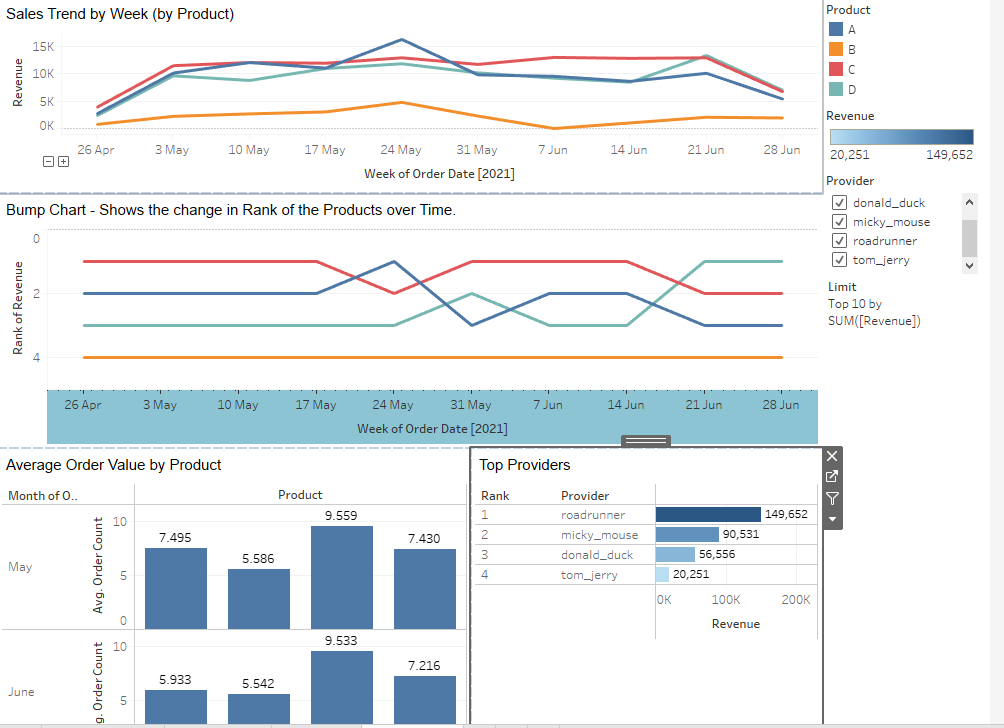 Sales Trend by Week (by Product)
Revenue
15K
10K
5K
0K
26 Apr 3 May 10 May 17 May 24 May 31 May 7 Jun 14 Jun 21 Jun 28 Jun
Week of Order Date [2021]
Product
A
B
C
D
Revenue
20,251 149,652
Provider
donald_duck
micky_mouse
roadrunner
tom_jerry
Limit
Top 10 by
SUM([Revenue])
Bump Chart - Shows the change in Rank of the Products over Time.
Rank of Revenue
0
2
4
26 Apr 3 May 10 May 17 May 24 May 31 May 7 Jun 14 Jun 21 Jun 28 Jun
Week of Order Date [2021]
Average Order Value by Product
Month of O.. Product
May
Avg. Order Count
10
5
0
7.495 5.586 9.559 7.430
June
g. Order Count
10
5
5.933 5.542 9.533 7.216
Top Providers
Rank Provider
1 roadrunner 149,652
2 micky_mouse 90,531
3 donald_duck 56,556
4 tom_jerry 20,251
0K 100K 200K
Revenue